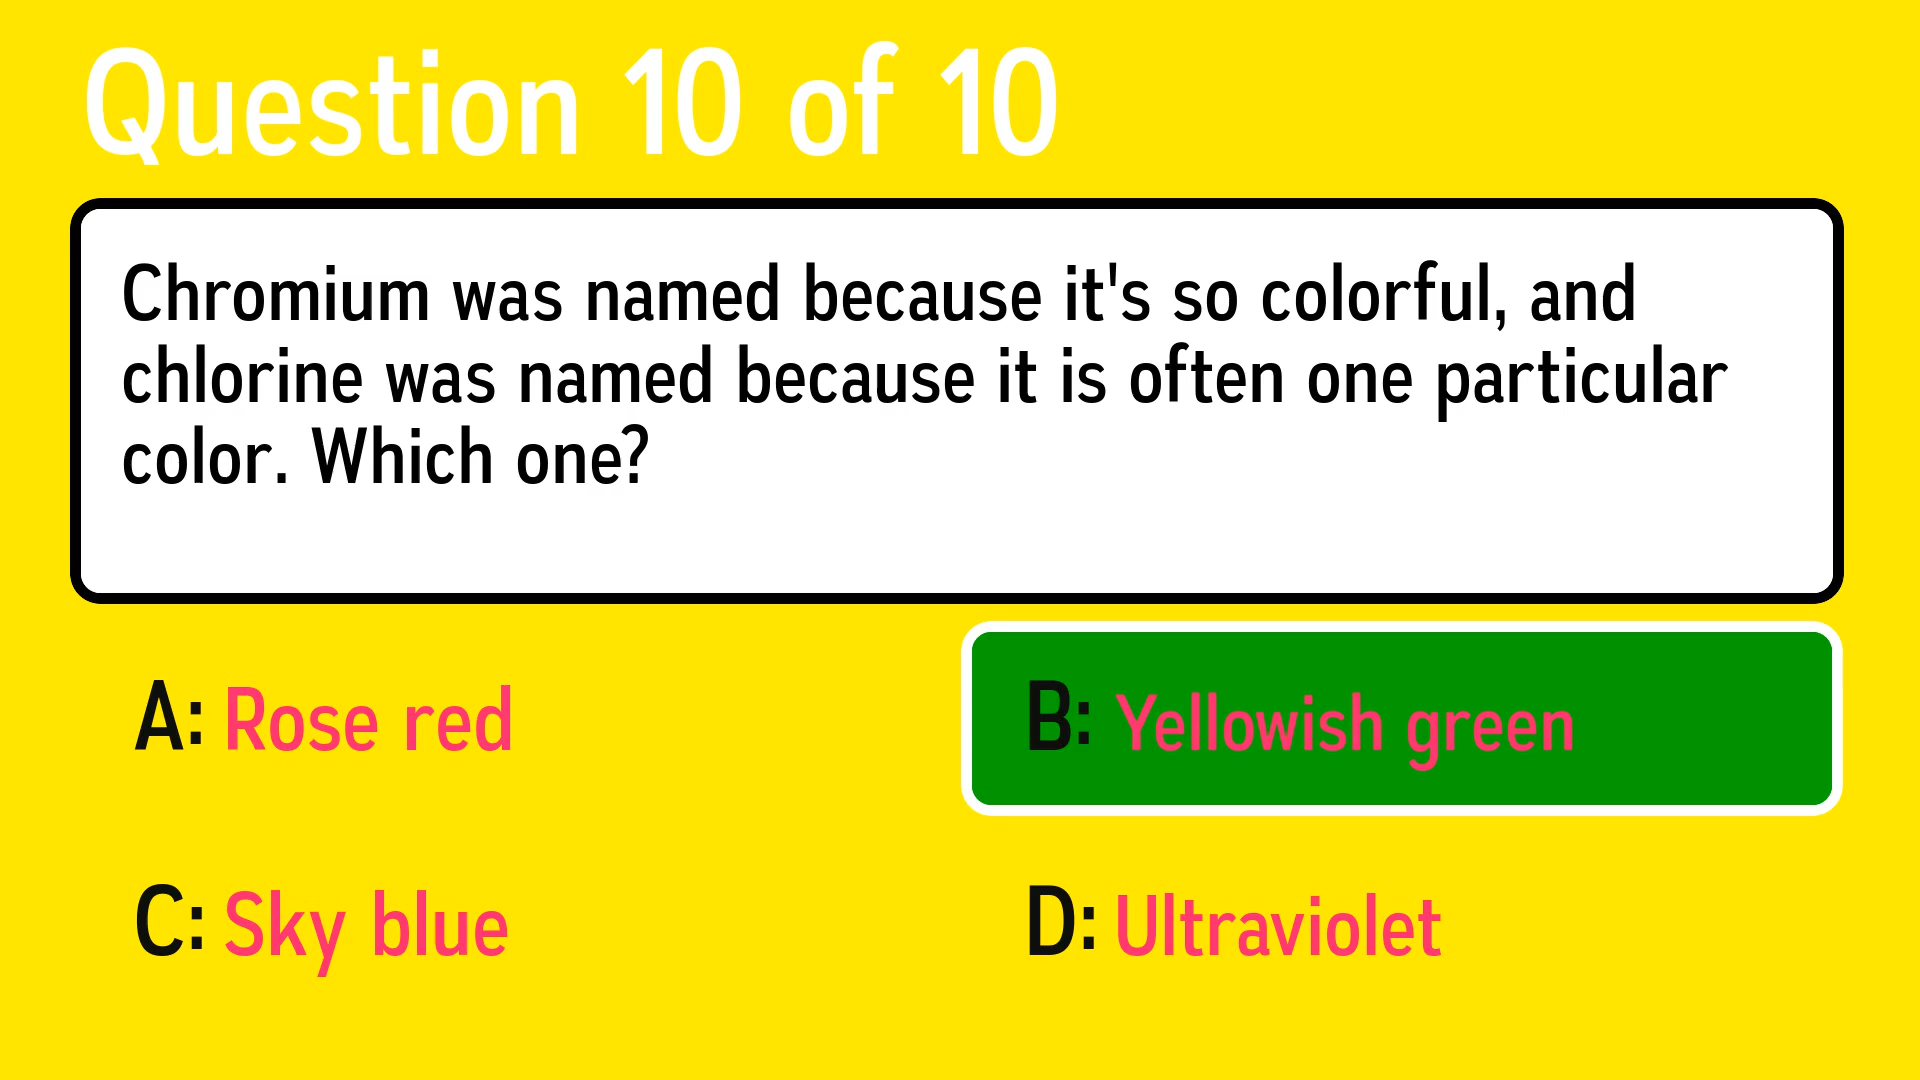 Question 10 of 10
Chromium was named because it's so colorful, and
chlorine was named because it is often one particular
color. Which one?
A: Rose red
B: Yellowish green
C: Sky blue
D: Ultraviolet